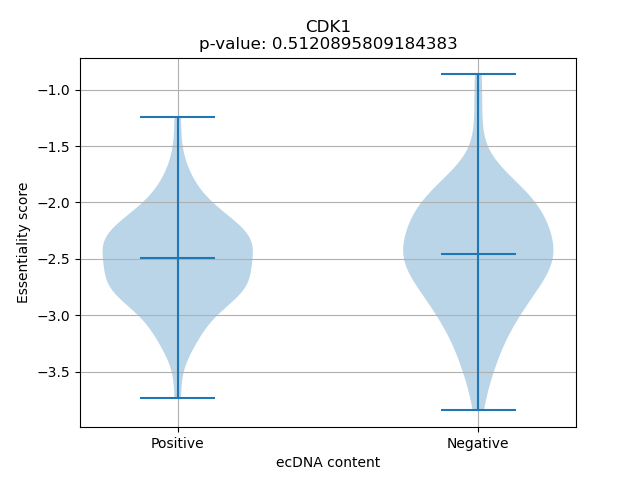 CDK1
p-value: 0.5120895809184383
−1.0
−1.5
−2.0
−2.5
−3.0
−3.5
Essentiality score
Positive
Negative
ecDNA content